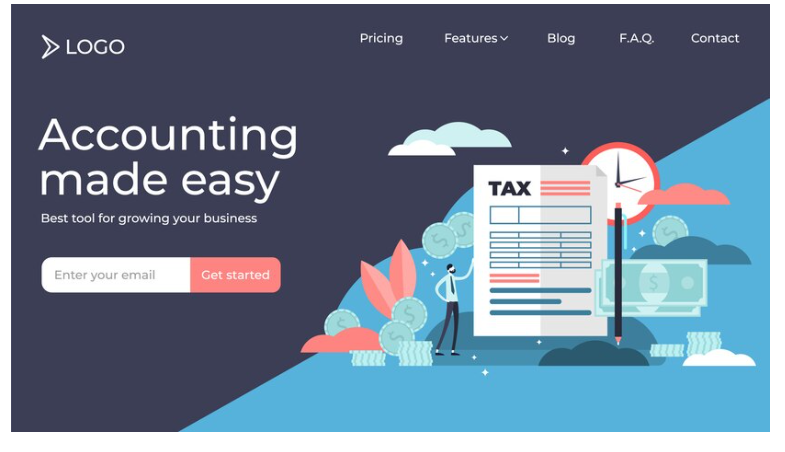 LOGO
Pricing Features Blog F.A.Q. Contact
Accounting
made easy
Best tool for growing your business
Enter your email Get started
TAX
$
$
$
$
$
$